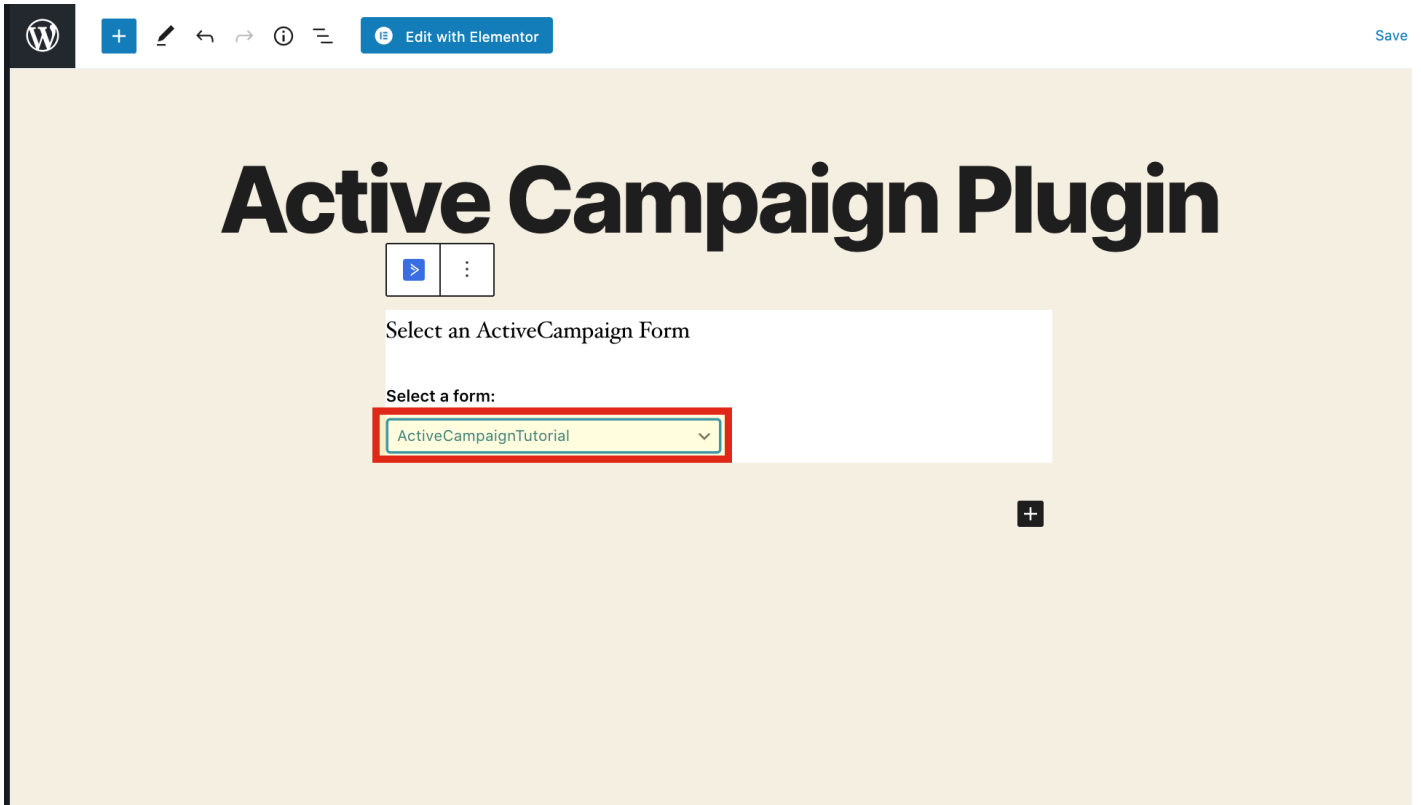 Edit with Elementor
Save
Active Campaign Plugin
Select an ActiveCampaign Form
Select a form:
ActiveCampaignTutorial